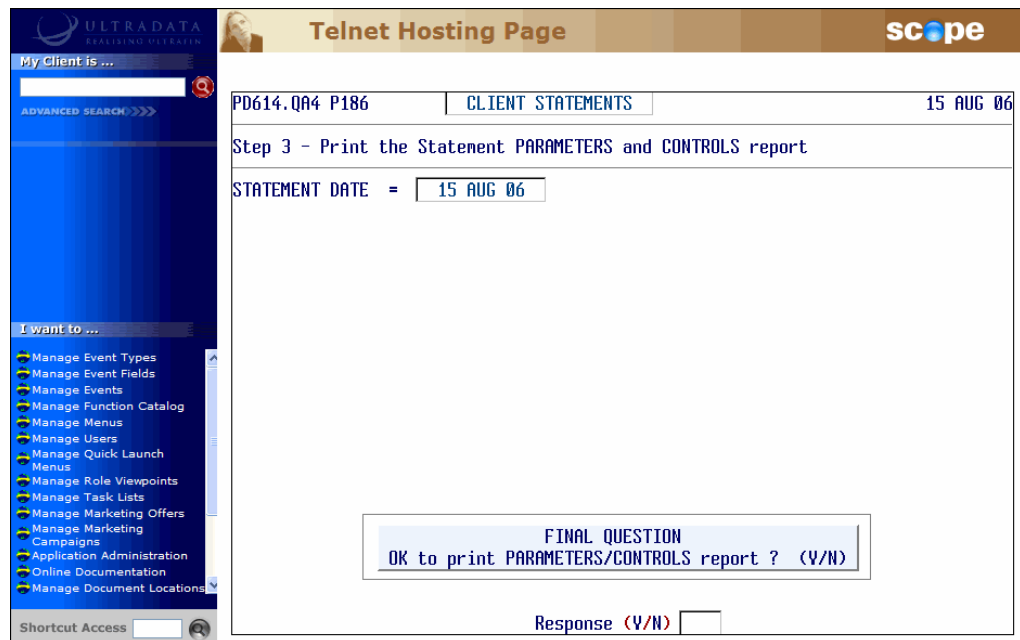 ULTRADATA
Telnet Hosting Page
scope
My Client is ...
ADVANCED SEARCH >>>
PD614.QA4 P186
CLIENT STATEMENTS
15 AUG 06
Step 3 - Print the Statement PARAMETERS and CONTROLS report
STATEMENT DATE = 15 AUG 06
I want to ...
Manage Event Types
Manage Event Fields
Manage Events
Manage Function Catalog
Manage Menus
Manage Users
Manage Quick Launch
Menus
Manage Role Viewpoints
Manage Task Lists
Manage Marketing Offers
Manage Marketing
Campaigns
Application Administration
Online Documentation
Manage Document Locations
FINAL QUESTION
OK to print PARAMETERS/CONTROLS report ? (Y/N)
Response (Y/N)
Shortcut Access